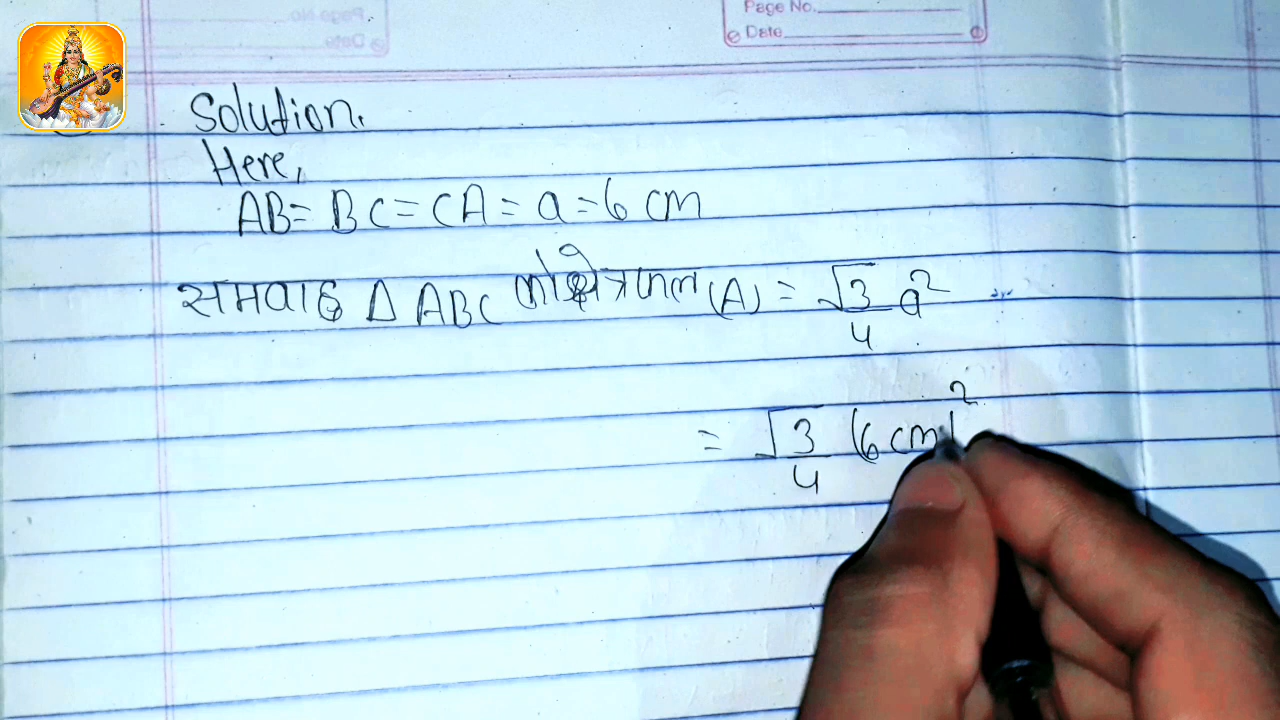 Page No.
Date
Solution.
Here,
AB = BC = CA = a = 6 cm
समवाहु Δ ABC को क्षेत्रफल (A) = √3/4 a²
= √3/4 (6 cm)²